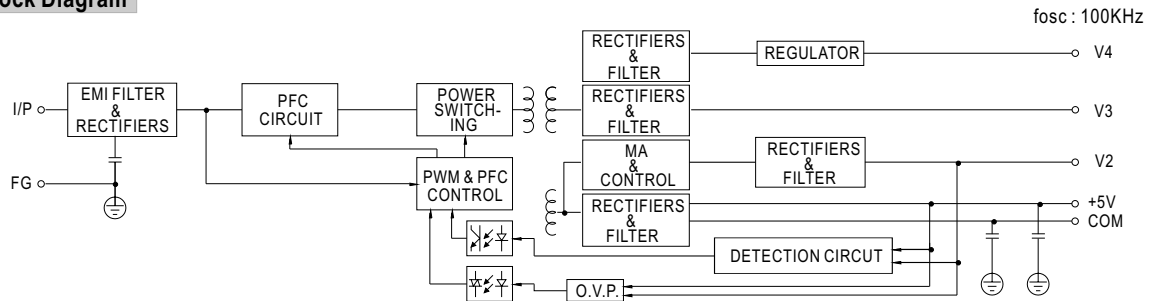 ock Diagram
fosc : 100KHz
RECTIFIERS
&
FILTER
REGULATOR
V4
I/P
EMI FILTER
&
RECTIFIERS
PFC
CIRCUIT
POWER
SWITCH-
ING
RECTIFIERS
&
FILTER
V3
MA
&
CONTROL
RECTIFIERS
&
FILTER
V2
FG
PWM & PFC
CONTROL
RECTIFIERS
&
FILTER
+5V
COM
DETECTION CIRCUT
O.V.P.